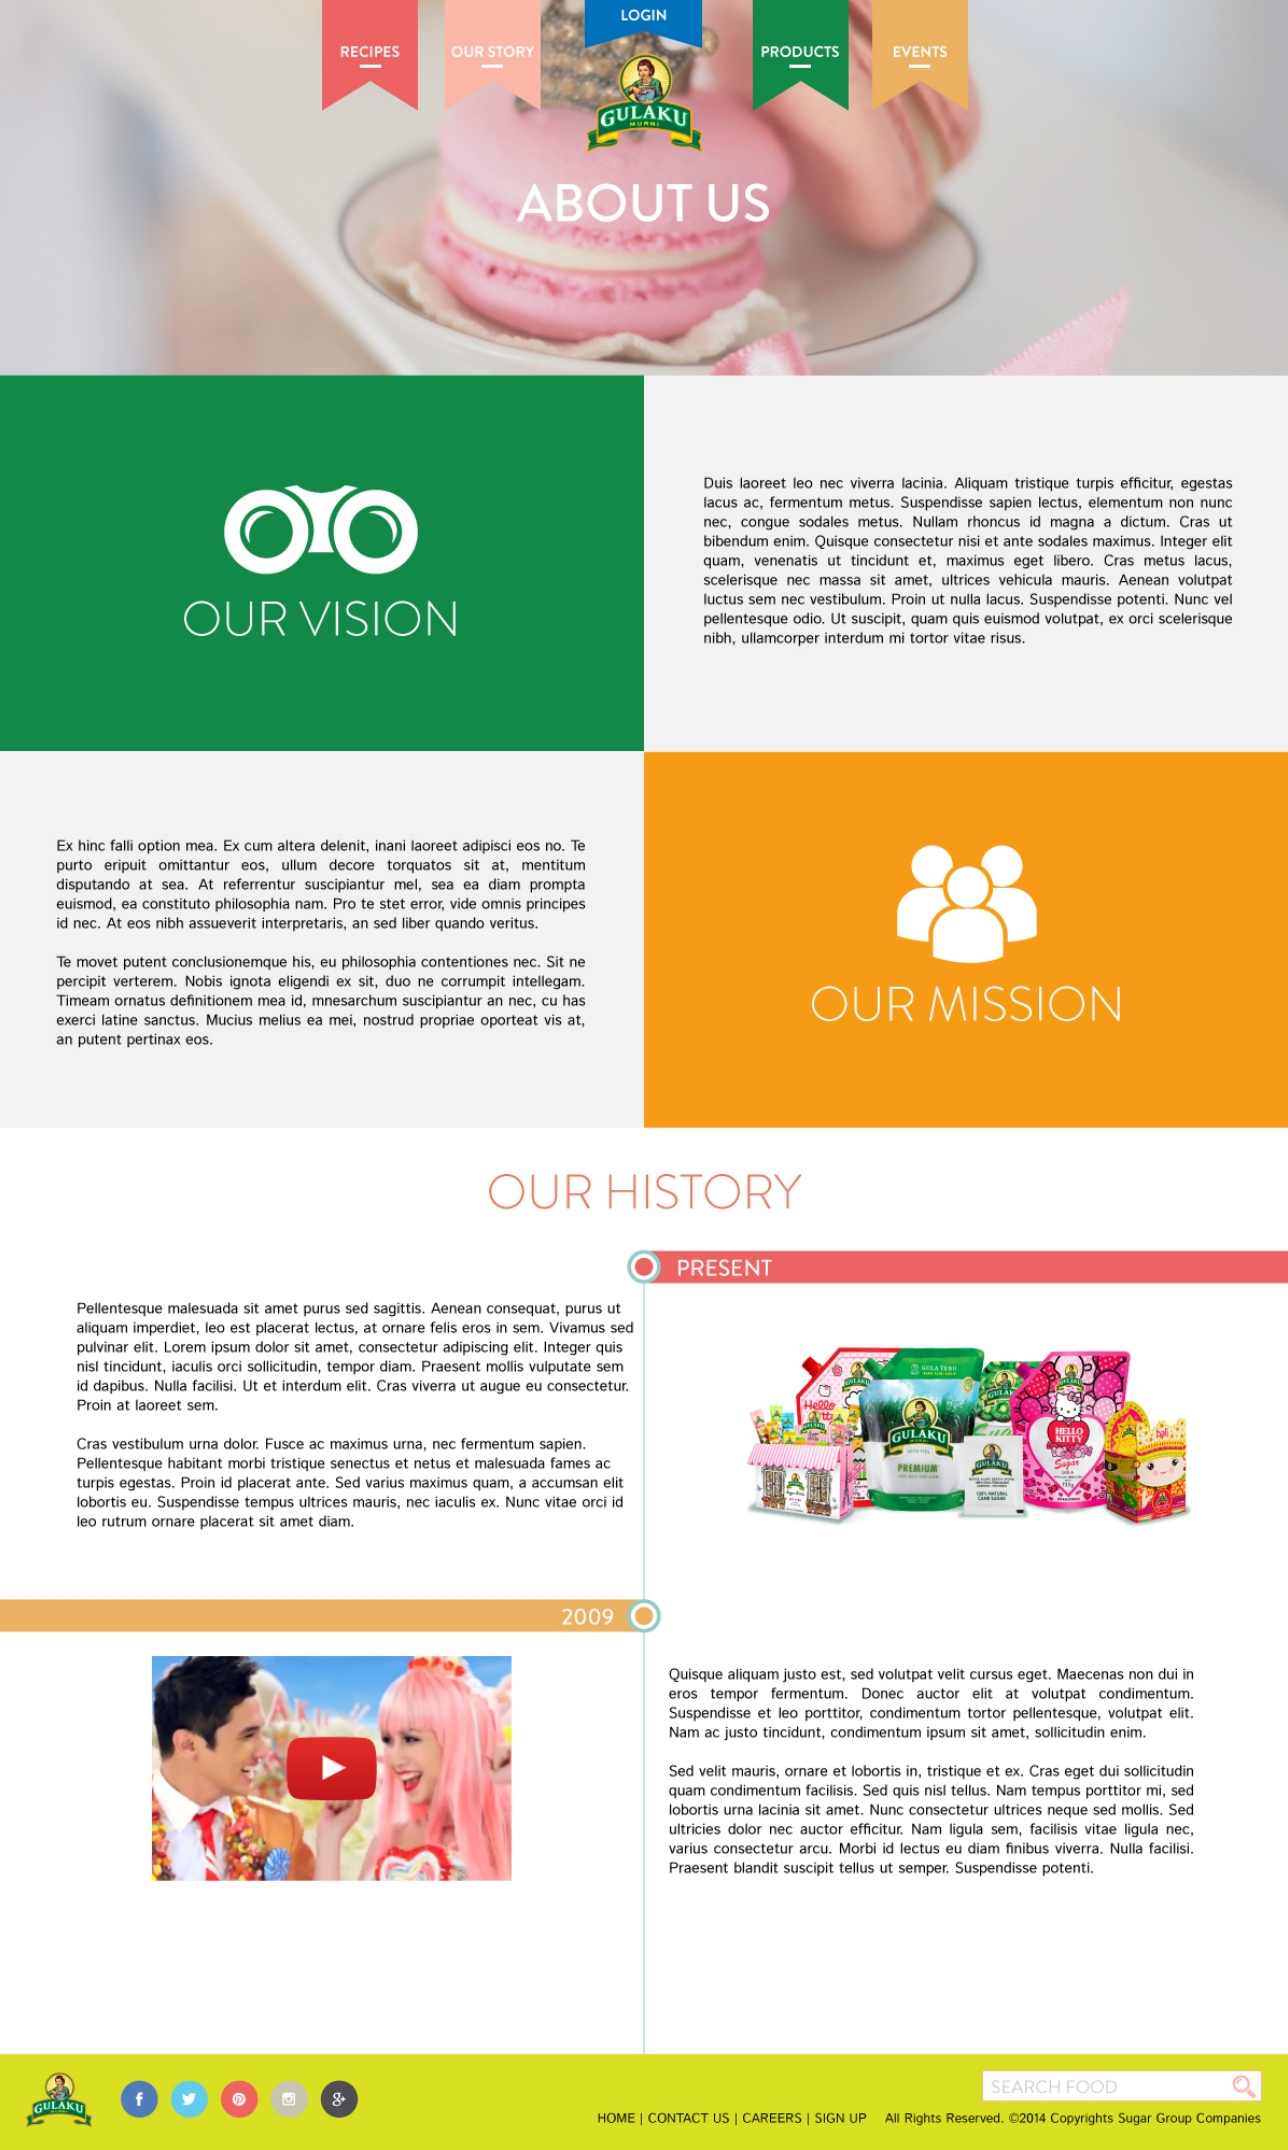 LOGIN
RECIPES
OUR STORY
PRODUCTS
EVENTS
GULAKU
MURNI
ABOUT US
OUR VISION
Duis laoreet leo nec viverra lacinia. Aliquam tristique turpis efficitur, egestas
lacus ac, fermentum metus. Suspendisse sapien lectus, elementum non nunc
nec, congue sodales metus. Nullam rhoncus id magna a dictum. Cras ut
bibendum enim. Quisque consectetur nisi et ante sodales maximus. Integer elit
quam, venenatis ut tincidunt et, maximus eget libero. Cras metus lacus,
scelerisque nec massa sit amet, ultrices vehicula mauris. Aenean volutpat
luctus sem nec vestibulum. Proin ut nulla lacus. Suspendisse potenti. Nunc vel
pellentesque odio. Ut suscipit, quam quis euismod volutpat, ex orci scelerisque
nibh, ullamcorper interdum mi tortor vitae risus.
Ex hinc falli option mea. Ex cum altera delenit, inani laoreet adipisci eos no. Te
purto eripuit omittantur eos, ullum decore torquatos sit at, mentitum
disputando at sea. At referrentur suscipiantur mel, sea ea diam prompta
euismod, ea constituto philosophia nam. Pro te stet error, vide omnis principes
id nec. At eos nibh assueverit interpretaris, an sed liber quando veritus.
Te movet putent conclusionemque his, eu philosophia contentiones nec. Sit ne
percipit verterem. Nobis ignota eligendi ex sit, duo ne corrumpit intellegam.
Timeam ornatus definitionem mea id, mnesarchum suscipiantur an nec, cu has
exerci latine sanctus. Mucius melius ea mei, nostrud propriae oporteat vis at,
an putent pertinax eos.
OUR MISSION
OUR HISTORY
PRESENT
Pellentesque malesuada sit amet purus sed sagittis. Aenean consequat, purus ut
aliquam imperdiet, leo est placerat lectus, at ornare felis eros in sem. Vivamus sed
pulvinar elit. Lorem ipsum dolor sit amet, consectetur adipiscing elit. Integer quis
nisl tincidunt, iaculis orci sollicitudin, tempor diam. Praesent mollis vulputate sem
id dapibus. Nulla facilisi. Ut et interdum elit. Cras viverra ut augue eu consectetur.
Proin at laoreet sem.
Cras vestibulum urna dolor. Fusce ac maximus urna, nec fermentum sapien.
Pellentesque habitant morbi tristique senectus et netus et malesuada fames ac
turpis egestas. Proin id placerat ante. Sed varius maximus quam, a accumsan elit
lobortis eu. Suspendisse tempus ultrices mauris, nec iaculis ex. Nunc vitae orci id
leo rutrum ornare placerat sit amet diam.
GULA TEBU
Hello
GULAKU
PREMIUM
GULAKU
100% NATURAL
CANE SUGAR
HELLO
KITTY
Sugar
GULA
bali
2009
Quisque aliquam justo est, sed volutpat velit cursus eget. Maecenas non dui in
eros tempor fermentum. Donec auctor elit at volutpat condimentum.
Suspendisse et leo porttitor, condimentum tortor pellentesque, volutpat elit.
Nam ac justo tincidunt, condimentum ipsum sit amet, sollicitudin enim.
Sed velit mauris, ornare et lobortis in, tristique et ex. Cras eget dui sollicitudin
quam condimentum facilisis. Sed quis nisl tellus. Nam tempus porttitor mi, sed
lobortis urna lacinia sit amet. Nunc consectetur ultrices neque sed mollis. Sed
ultricies dolor nec auctor efficitur. Nam ligula sem, facilisis vitae ligula nec,
varius consectetur arcu. Morbi id lectus eu diam finibus viverra. Nulla facilisi.
Praesent blandit suscipit tellus ut semper. Suspendisse potenti.
GULAKU
SEARCH FOOD
HOME | CONTACT US | CAREERS | SIGN UP All Rights Reserved. ©2014 Copyrights Sugar Group Companies